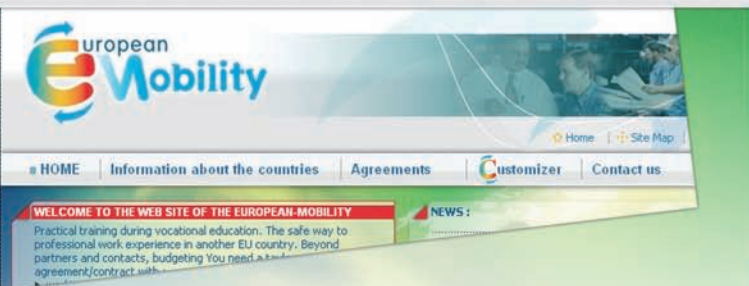 European
Mobility
Home | Site Map |
HOME | Information about the countries | Agreements | Customizer | Contact us
WELCOME TO THE WEB SITE OF THE EUROPEAN-MOBILITY
Practical training during vocational education. The safe way to
professional work experience in another EU country. Beyond
partners and contacts, budgeting You need a
agreement/contract with
NEWS :